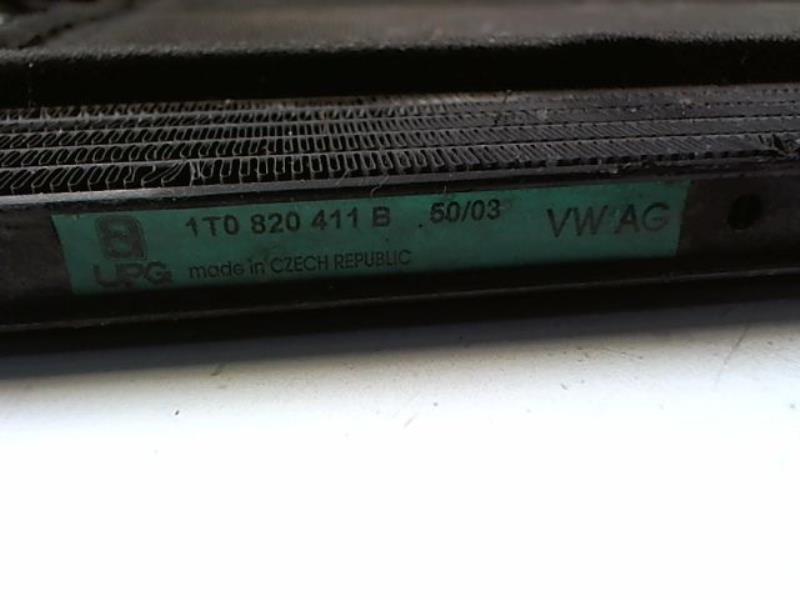 1T0 820 411 B 50/03 VW AG
UPG made in CZECH REPUBLIC